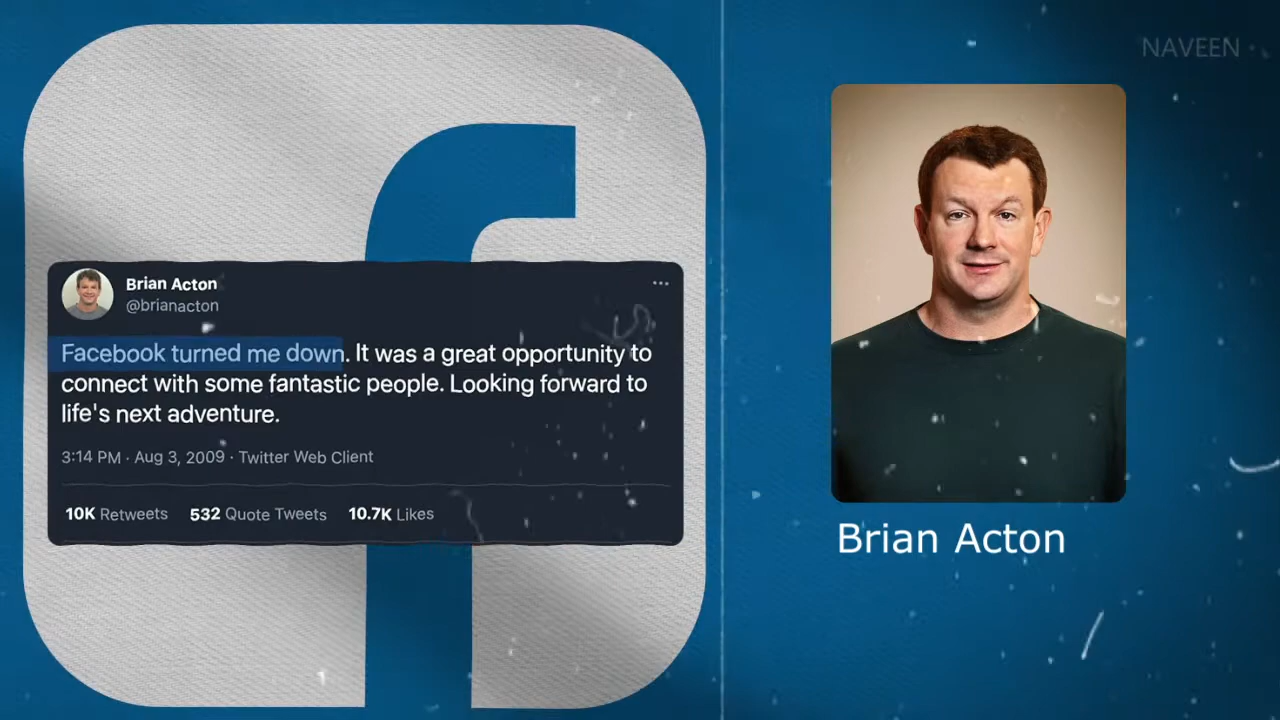 NAVEEN
Brian Acton
@brianacton
Facebook turned me down. It was a great opportunity to
connect with some fantastic people. Looking forward to
life's next adventure.
3:14 PM · Aug 3, 2009 · Twitter Web Client
10K Retweets 532 Quote Tweets 10.7K Likes
Brian Acton